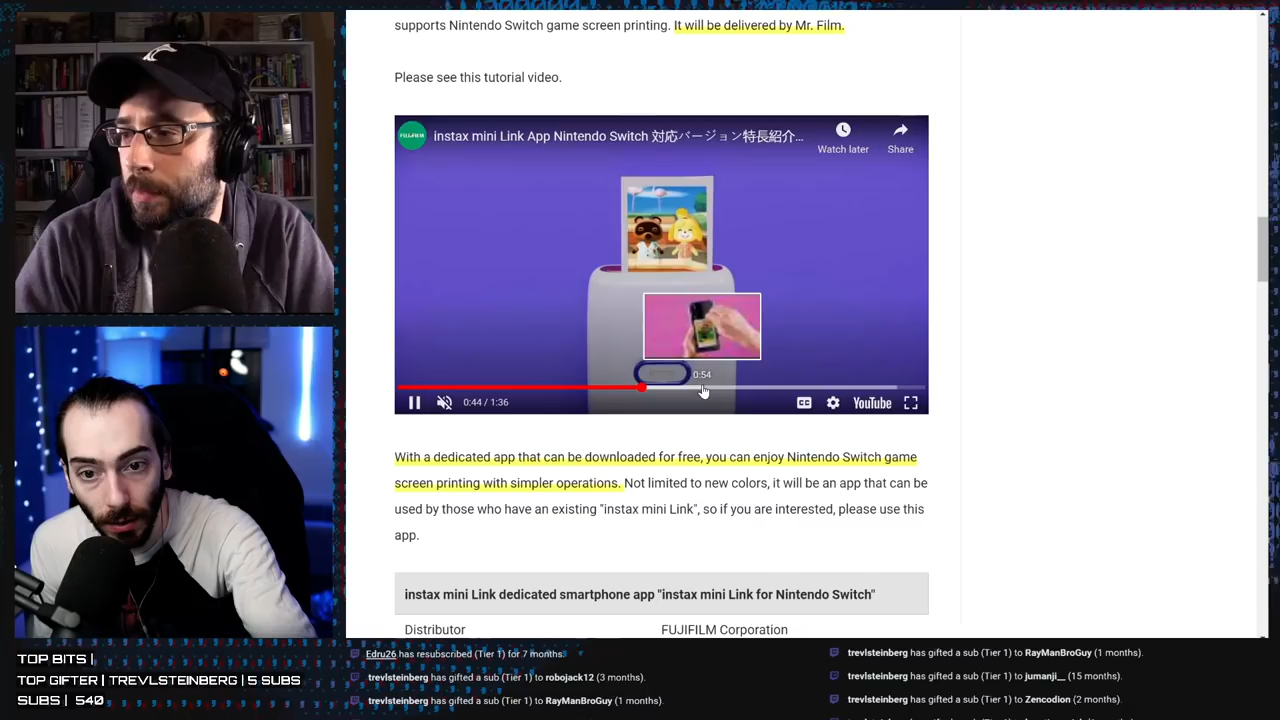 supports Nintendo Switch game screen printing. It will be delivered by Mr. Film.
Please see this tutorial video.
FUJIFILM
instax mini Link App Nintendo Switch 対応バージョン特長紹介...
Watch later
Share
0:54
0:44 / 1:36
CC
YouTube
With a dedicated app that can be downloaded for free, you can enjoy Nintendo Switch game
screen printing with simpler operations. Not limited to new colors, it will be an app that can be
used by those who have an existing "instax mini Link", so if you are interested, please use this
app.
instax mini Link dedicated smartphone app "instax mini Link for Nintendo Switch"
Distributor
FUJIFILM Corporation
TOP BITS |
TOP GIFTER | TREVLSTEINBERG | 5 SUBS
SUBS | 540
Edru26 has resubscribed (Tier 1) for 7 months.
trevlsteinberg has gifted a sub (Tier 1) to robojack12 (3 months).
trevlsteinberg has gifted a sub (Tier 1) to RayManBroGuy (1 months).
trevlsteinberg has gifted a sub (Tier 1) to RayManBroGuy (1 months).
trevlsteinberg has gifted a sub (Tier 1) to jumanji__ (15 months).
trevlsteinberg has gifted a sub (Tier 1) to Zencodion (2 months).